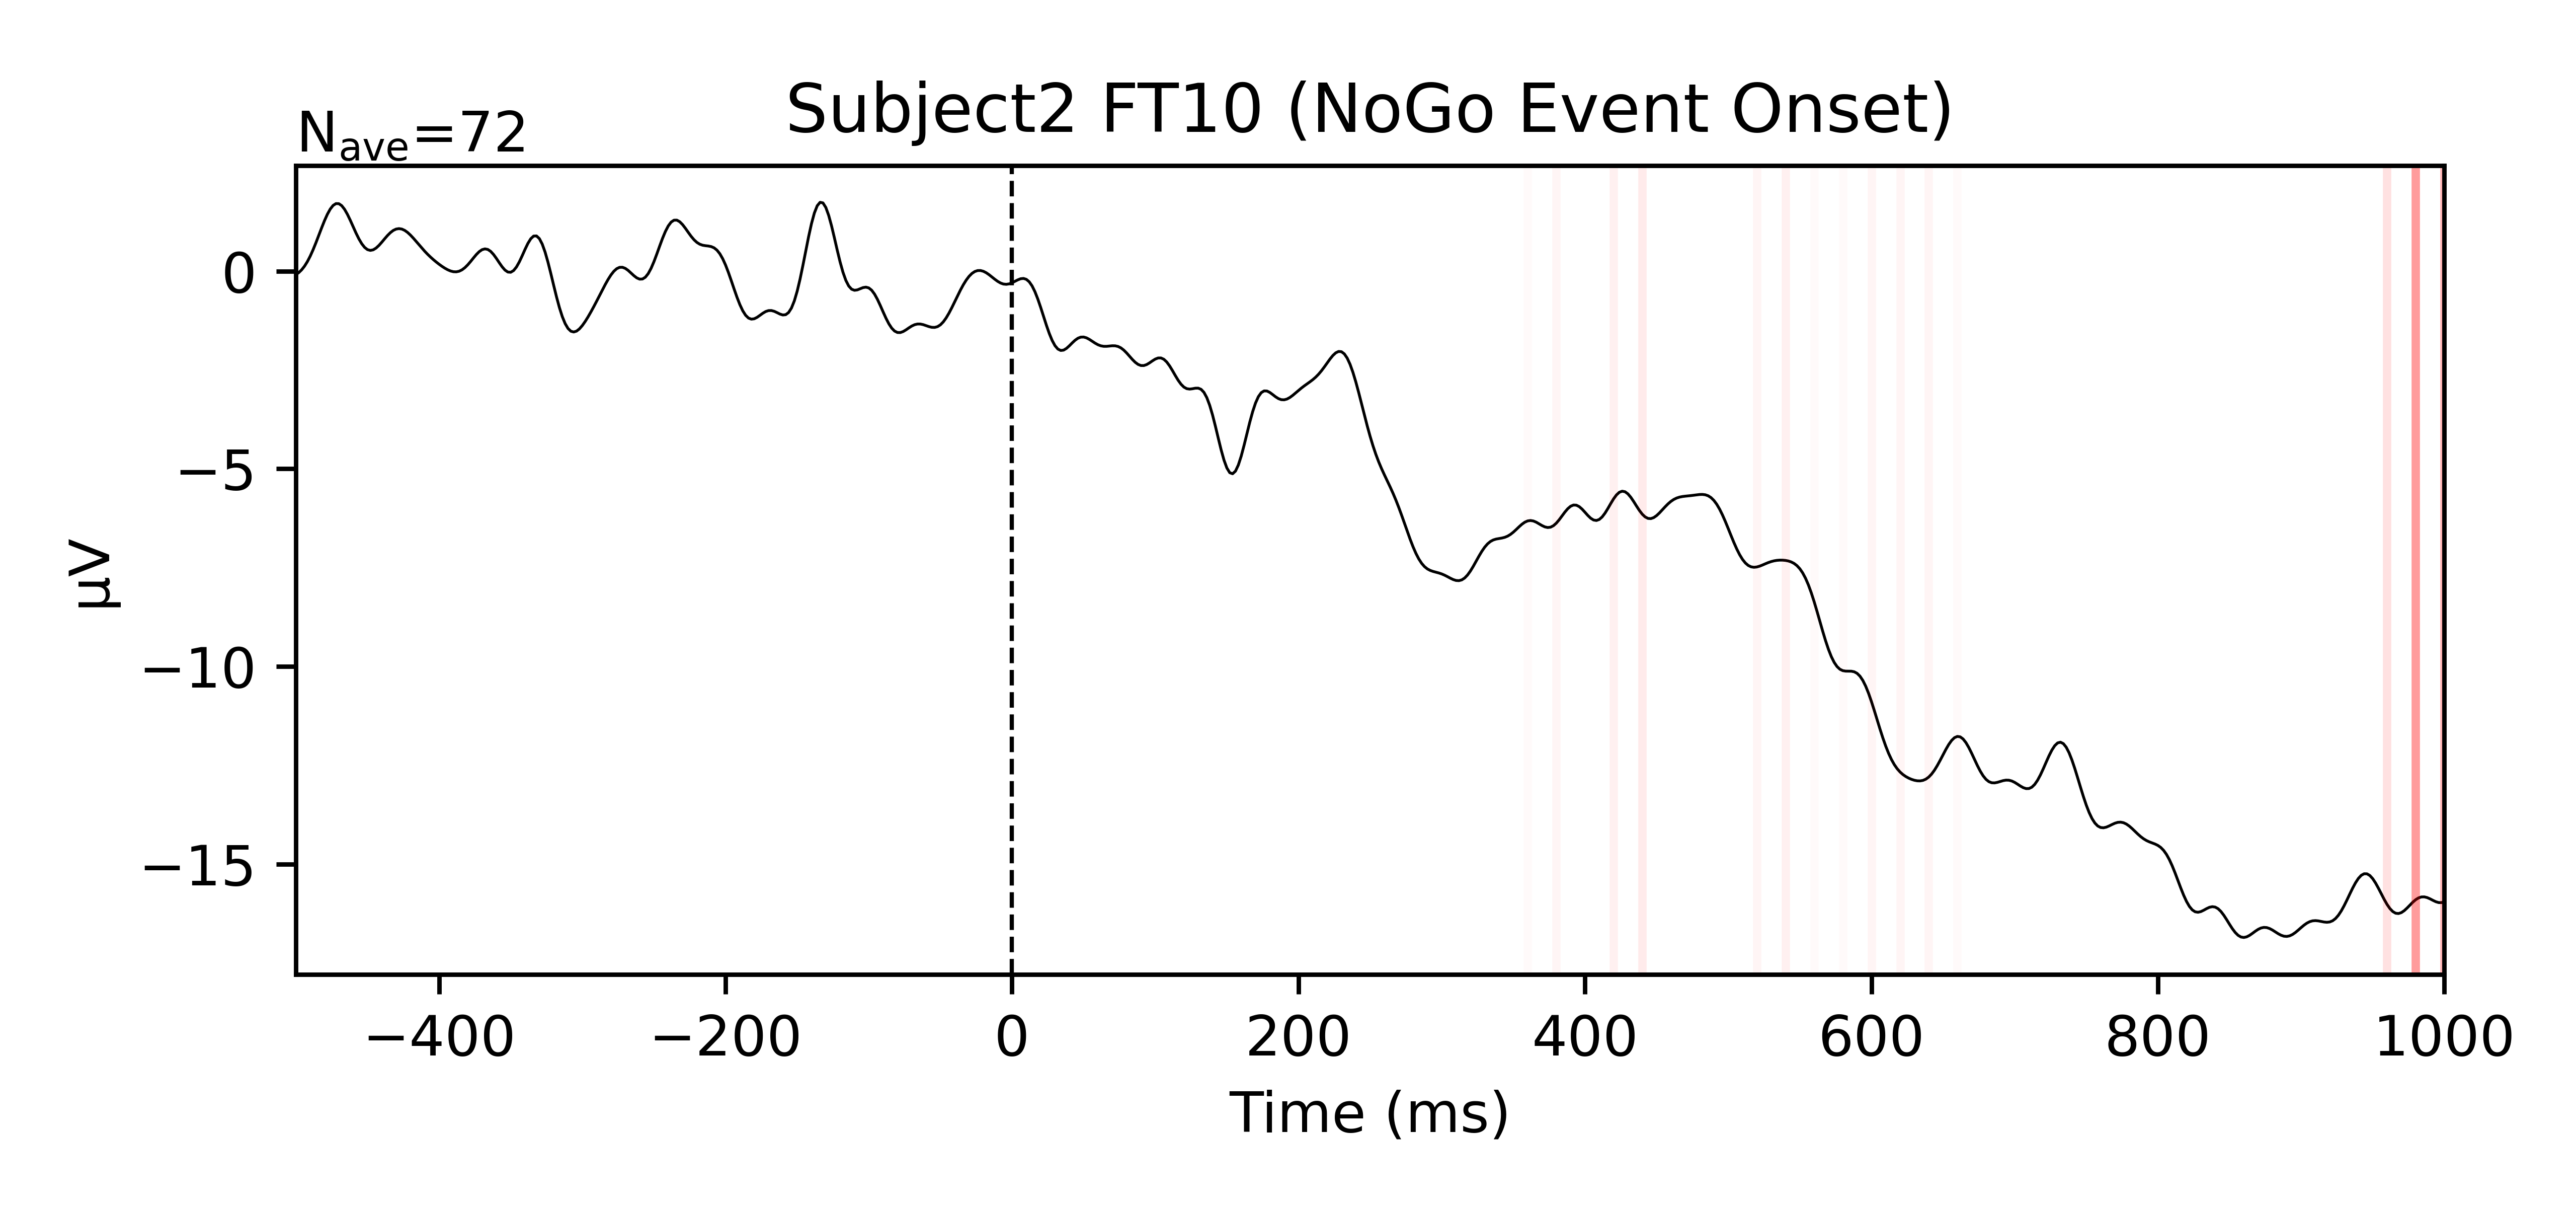 Subject2 FT10 (NoGo Event Onset)
Nave=72
0
−5
−10
−15
µV
−400 −200 0 200 400 600 800 1000
Time (ms)